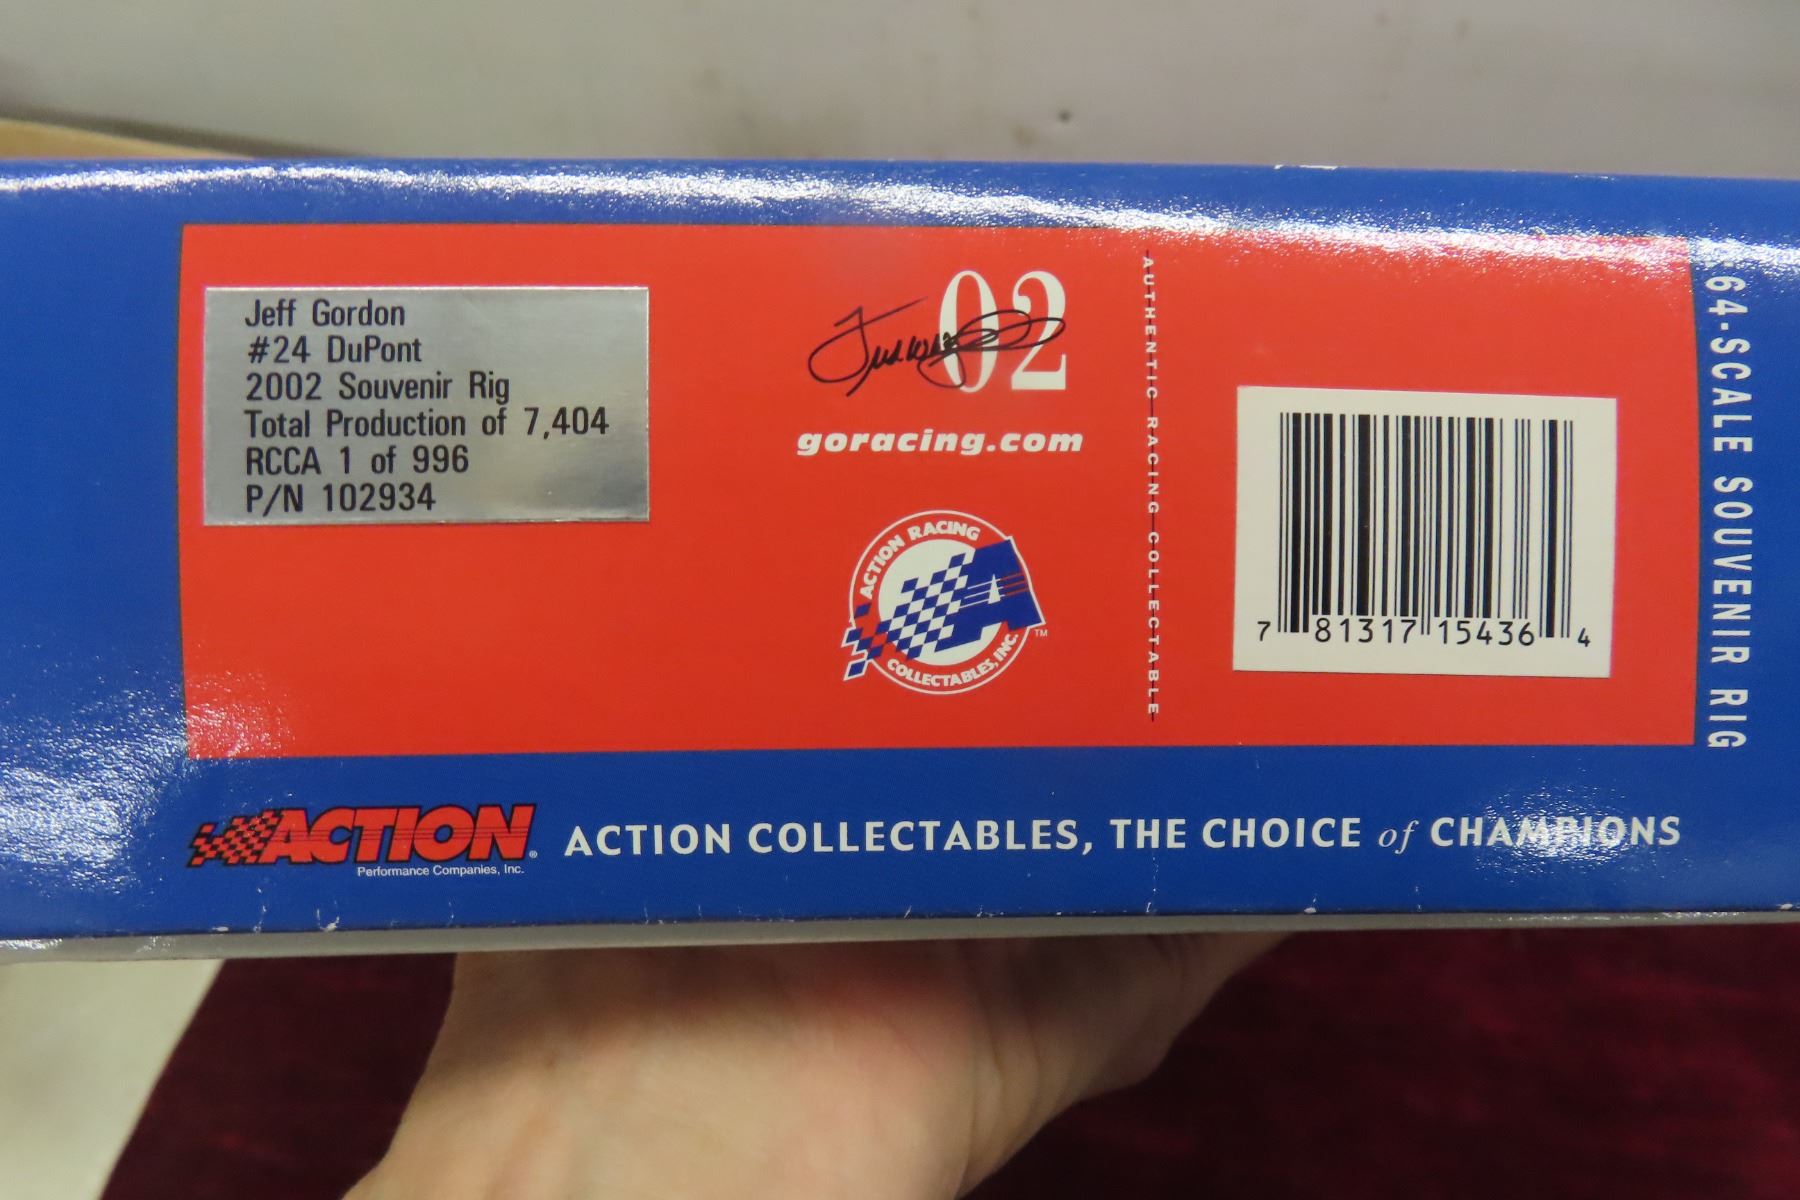 Jeff Gordon
#24 DuPont
2002 Souvenir Rig
Total Production of 7,404
RCCA 1 of 996
P/N 102934
02
goracing.com
ACTION RACING
COLLECTABLES, INC.
TM
AUTHENTIC RACING COLLECTABLE
7 81317 15436 4
:64-SCALE SOUVENIR RIG
ACTION®
Performance Companies, Inc.
ACTION COLLECTABLES, THE CHOICE of CHAMPIONS